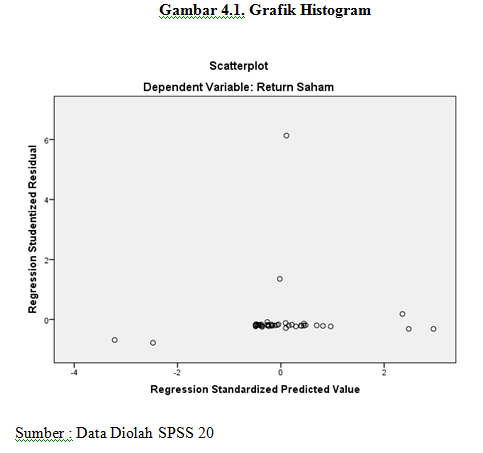 Gambar 4.1. Grafik Histogram
Scatterplot
Dependent Variable: Return Saham
Regression Studentized Residual
6
4
2
0
-4
-2
0
2
Regression Standardized Predicted Value
Sumber : Data Diolah SPSS 20